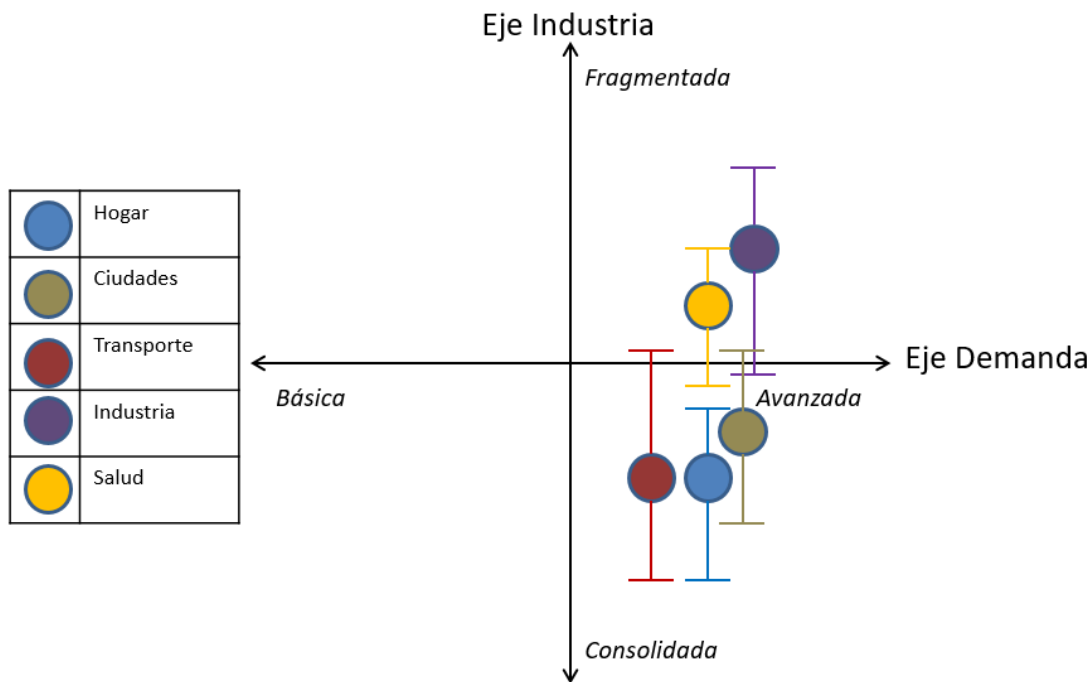 Eje Industria
Fragmentada
Hogar
Ciudades
Transporte
Industria
Salud
Básica
Eje Demanda
Avanzada
Consolidada